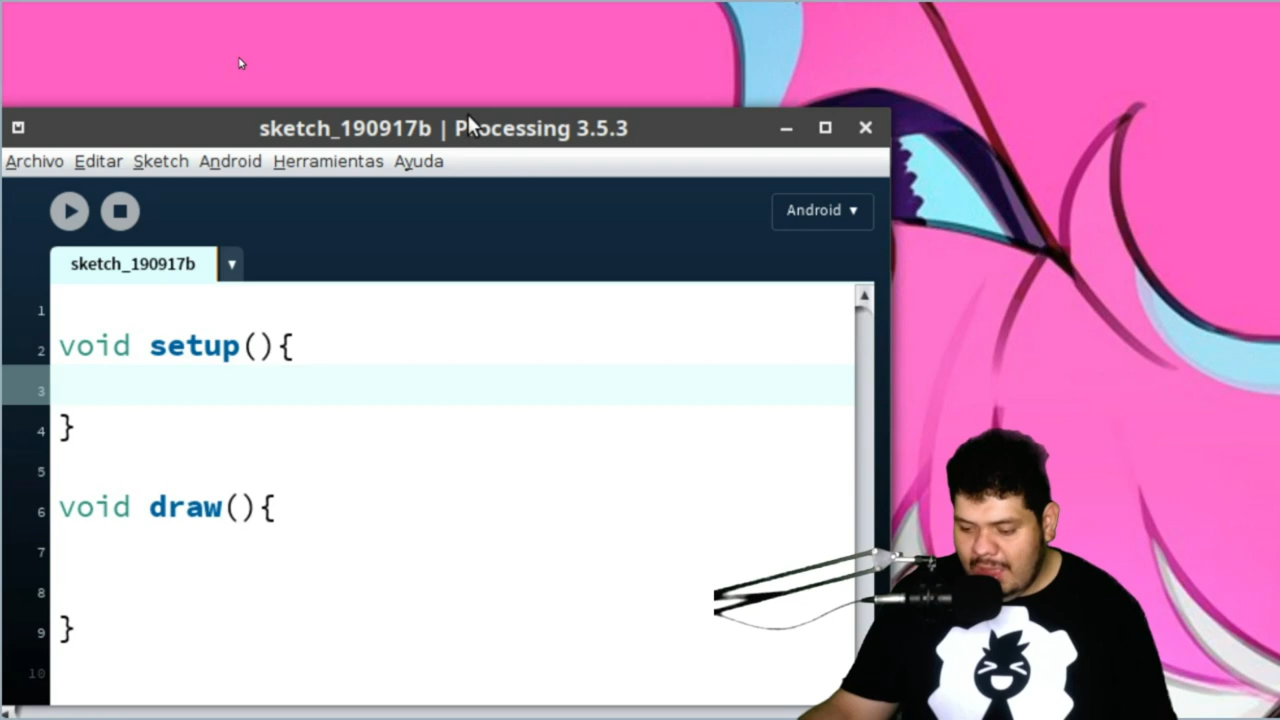 sketch_190917b | Processing 3.5.3
Archivo Editar Sketch Android Herramientas Ayuda
Android ▼
sketch_190917b ▼
1
2 void setup(){
3
4 }
5
6 void draw(){
7
8
9 }
10